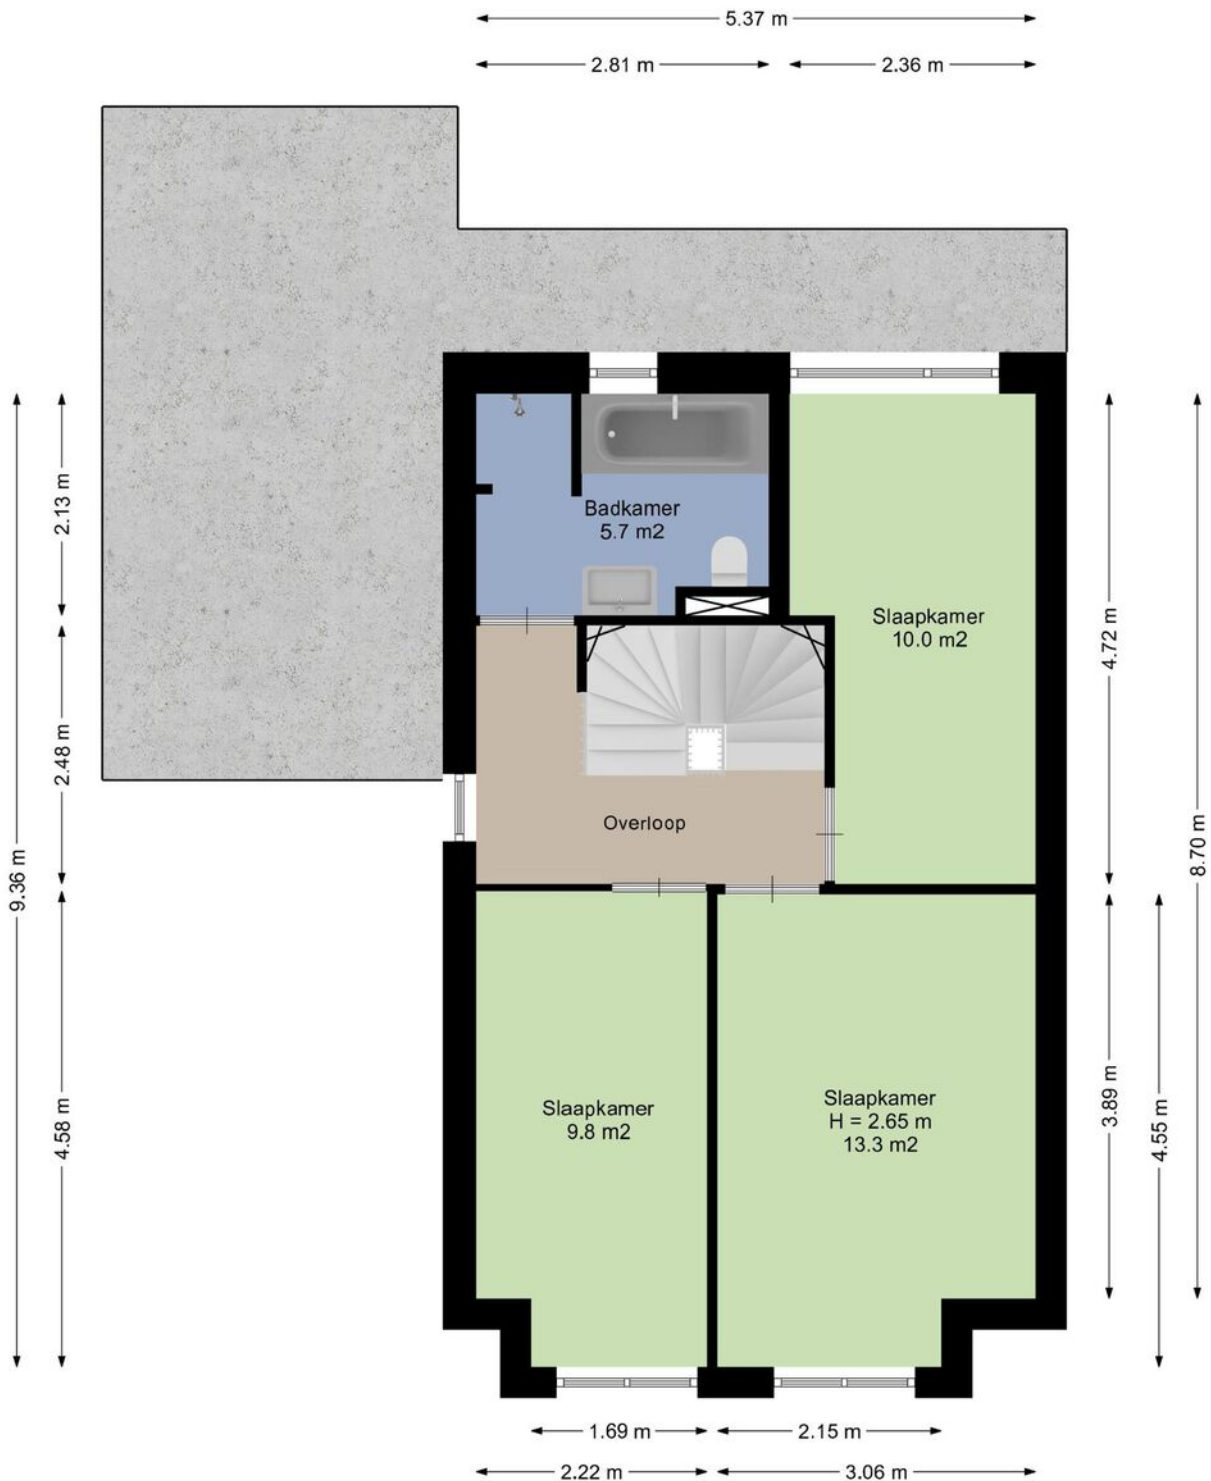 5.37 m
2.81 m
2.36 m
Badkamer
5.7 m2
2.13 m
Slaapkamer
10.0 m2
4.72 m
2.48 m
Overloop
9.36 m
8.70 m
Slaapkamer
9.8 m2
Slaapkamer
H = 2.65 m
13.3 m2
4.58 m
3.89 m
4.55 m
1.69 m
2.15 m
2.22 m
3.06 m